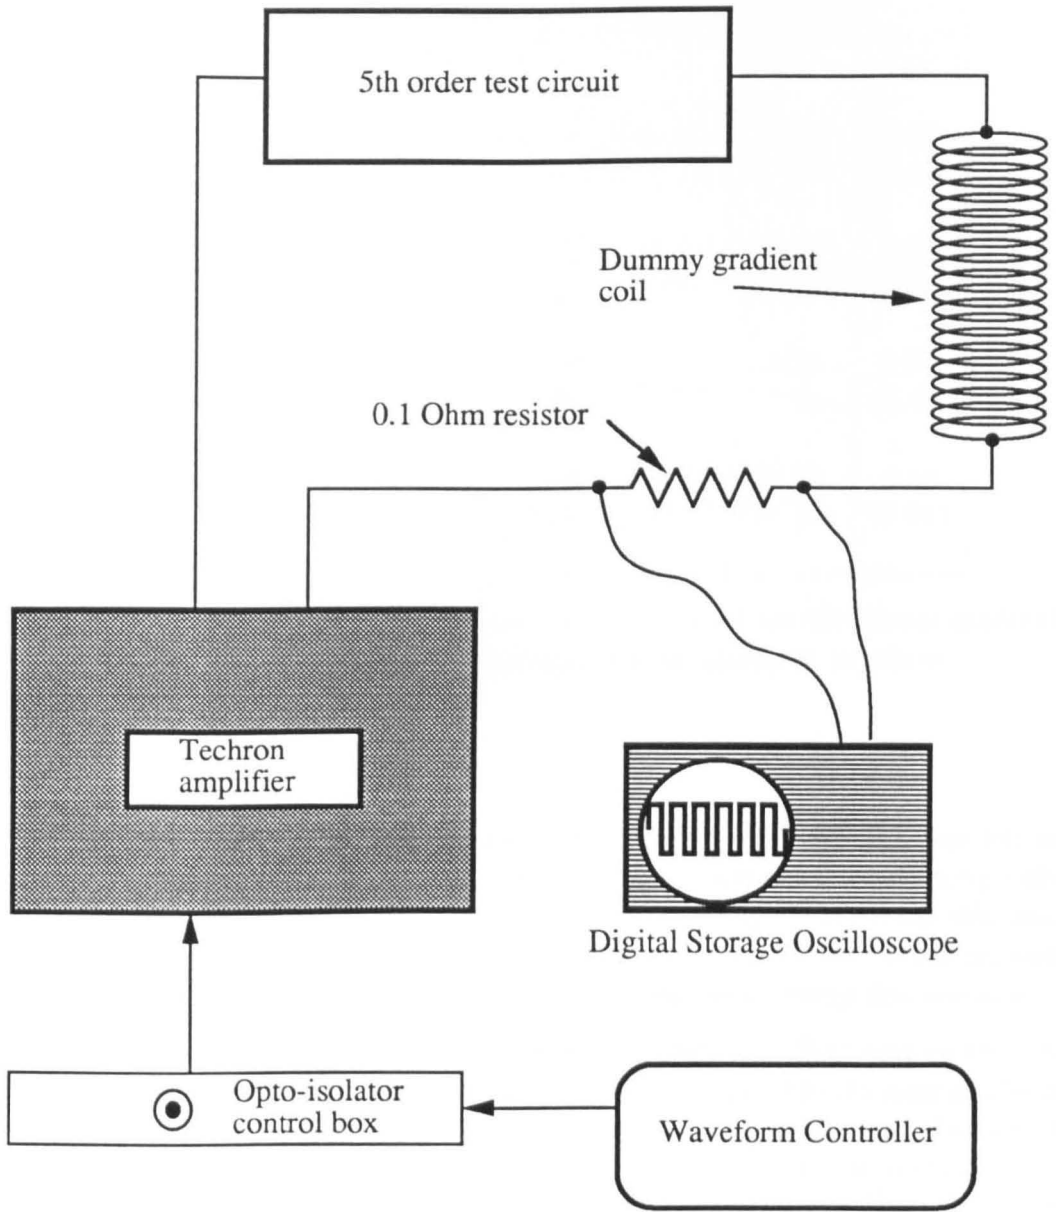 5th order test circuit
Dummy gradient
coil
0.1 Ohm resistor
Techron
amplifier
Digital Storage Oscilloscope
Opto-isolator
control box
Waveform Controller